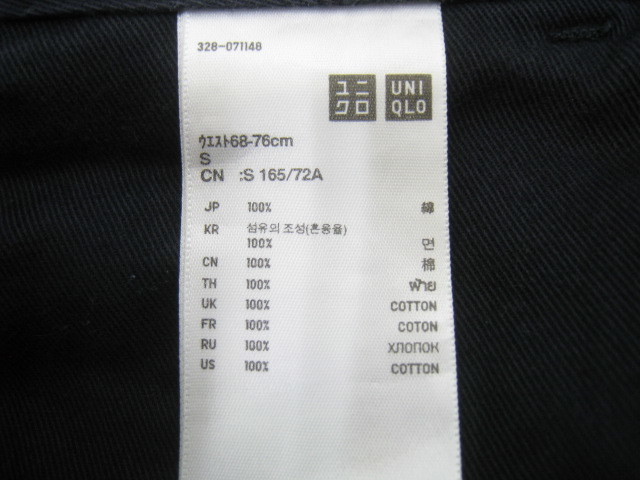 328-071148
ユニ
クロ
UNI
QLO
ウエスト68-76cm
S
CN :S 165/72A
JP 100% 綿
KR 섬유의 조성(혼용율)
100% 면
CN 100% 棉
TH 100% ฝ้าย
UK 100% COTTON
FR 100% COTON
RU 100% ХЛОПОК
US 100% COTTON